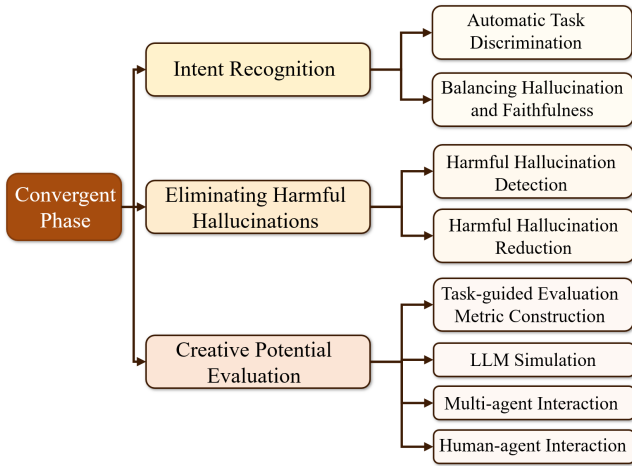 Convergent
Phase
Intent Recognition
Automatic Task
Discrimination
Balancing Hallucination
and Faithfulness
Eliminating Harmful
Hallucinations
Harmful Hallucination
Detection
Harmful Hallucination
Reduction
Creative Potential
Evaluation
Task-guided Evaluation
Metric Construction
LLM Simulation
Multi-agent Interaction
Human-agent Interaction